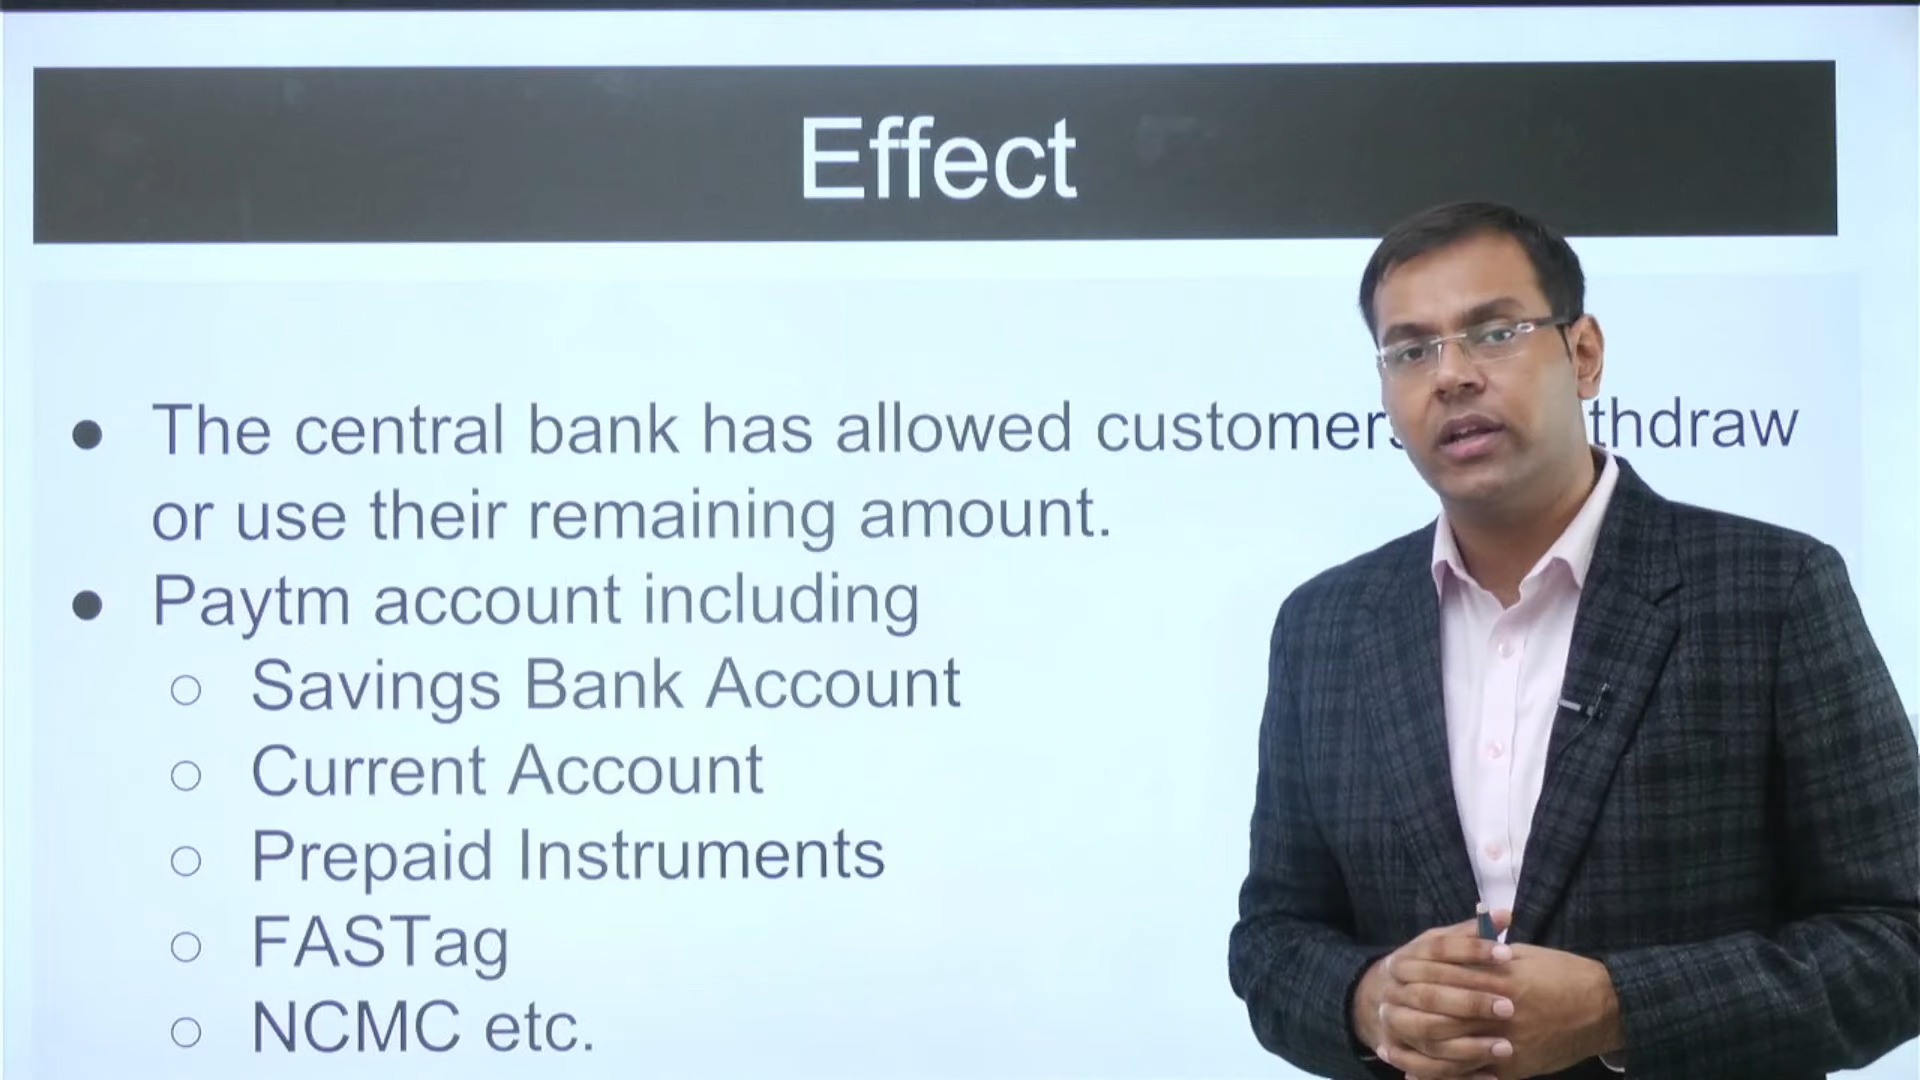 Effect
● The central bank has allowed customers thdraw
or use their remaining amount.
● Paytm account including
○ Savings Bank Account
○ Current Account
○ Prepaid Instruments
○ FASTag
○ NCMC etc.